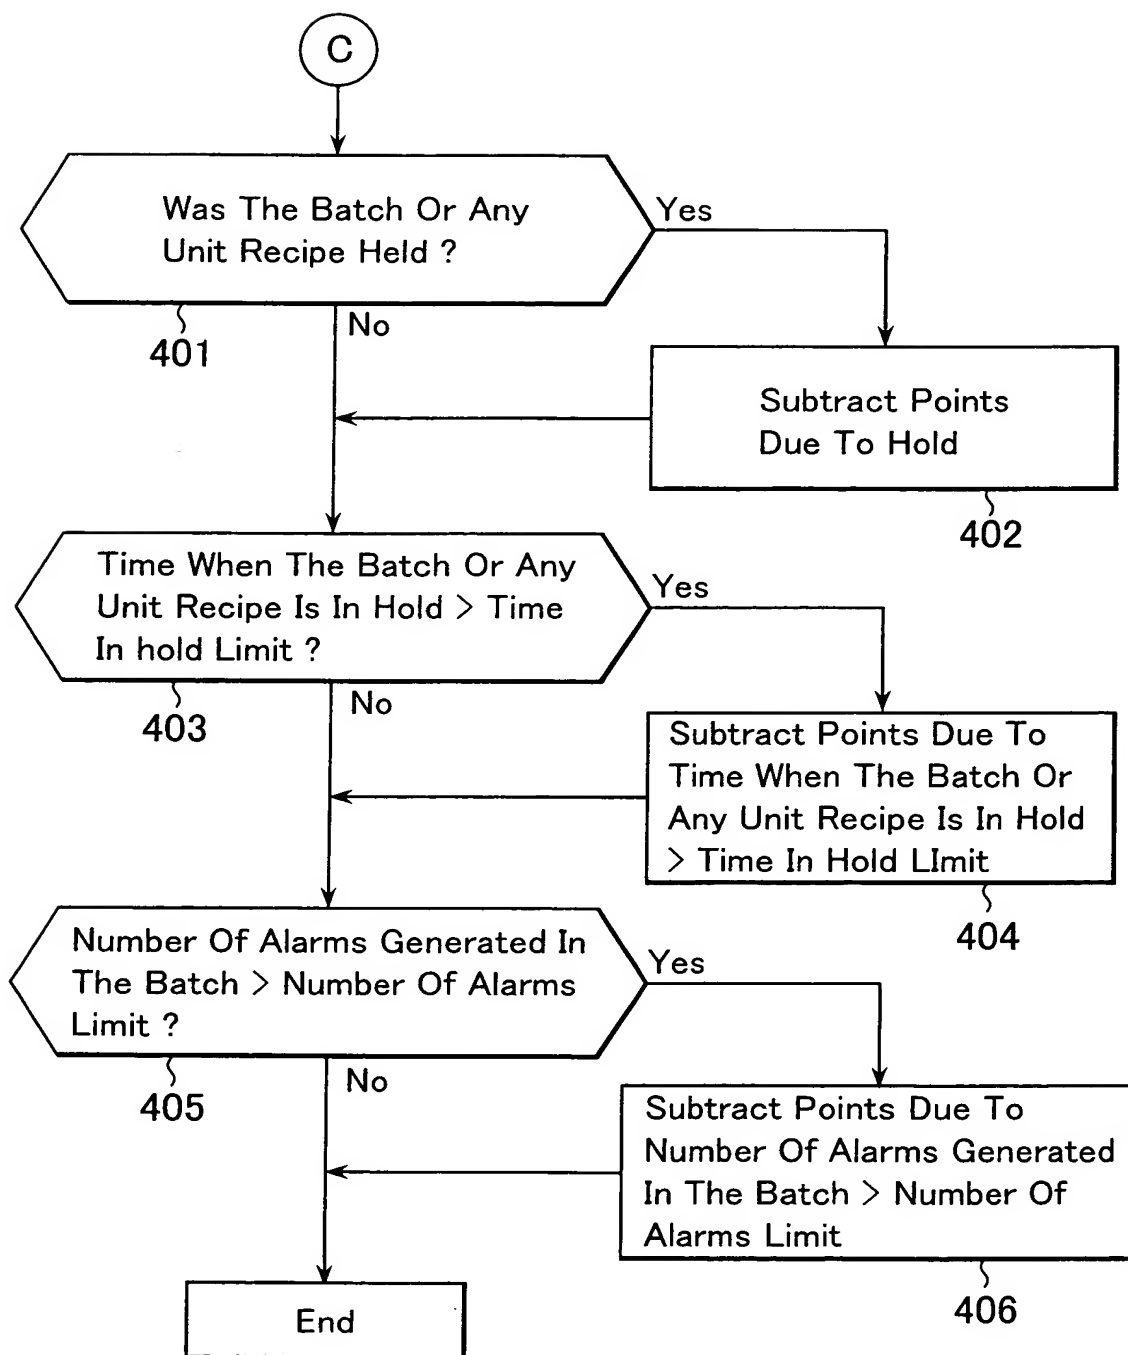 C
Was The Batch Or Any
Unit Recipe Held ?
Yes
401
No
Subtract Points
Due To Hold
402
Time When The Batch Or Any
Unit Recipe Is In Hold > Time
In hold Limit ?
Yes
403
No
Subtract Points Due To
Time When The Batch Or
Any Unit Recipe Is In Hold
> Time In Hold LImit
404
Number Of Alarms Generated In
The Batch > Number Of Alarms
Limit ?
Yes
405
No
Subtract Points Due To
Number Of Alarms Generated
In The Batch > Number Of
Alarms Limit
406
End